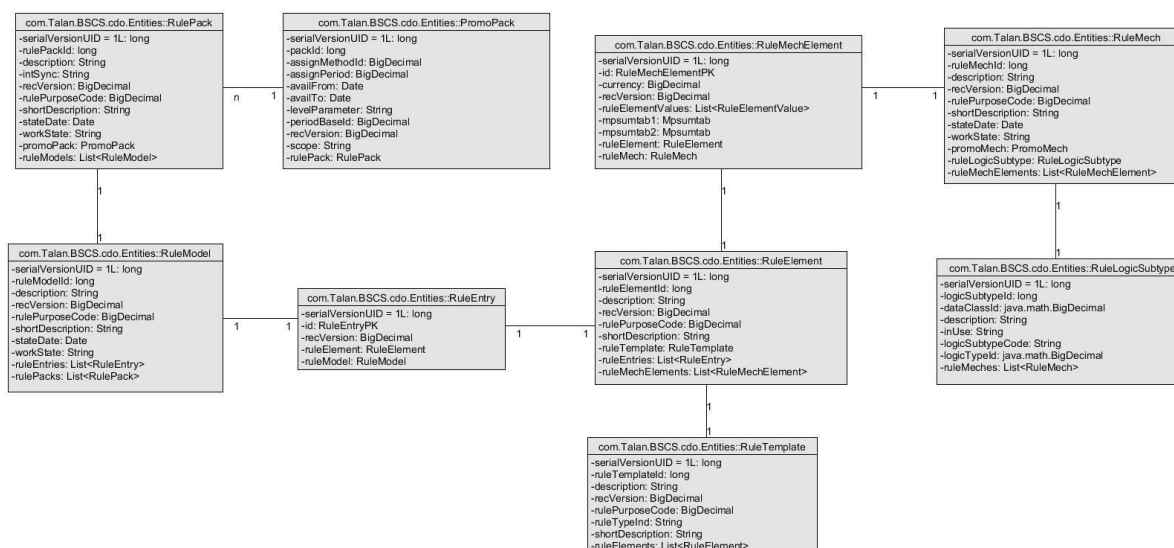 com.Talan.BSCS.cdo.Entities::RulePack
-serialVersionUID = 1L: long
-rulePackId: long
-description: String
-intSync: String
-recVersion: BigDecimal
-rulePurposeCode: BigDecimal
-shortDescription: String
-stateDate: Date
-workState: String
-promoPack: PromoPack
-ruleModels: List<RuleModel>
n
1
com.Talan.BSCS.cdo.Entities::PromoPack
-serialVersionUID = 1L: long
-packId: long
-assignMethodId: BigDecimal
-assignPeriod: BigDecimal
-availFrom: Date
-availTo: Date
-levelParameter: String
-periodBaseId: BigDecimal
-recVersion: BigDecimal
-scope: String
-rulePack: RulePack
com.Talan.BSCS.cdo.Entities::RuleMechElement
-serialVersionUID = 1L: long
-id: RuleMechElementPK
-currency: BigDecimal
-recVersion: BigDecimal
-ruleElementValues: List<RuleElementValue>
-mpsumtab1: Mpsumtab
-mpsumtab2: Mpsumtab
-ruleElement: RuleElement
-ruleMech: RuleMech
1
1
com.Talan.BSCS.cdo.Entities::RuleMech
-serialVersionUID = 1L: long
-ruleMechId: long
-description: String
-recVersion: BigDecimal
-rulePurposeCode: BigDecimal
-shortDescription: String
-stateDate: Date
-workState: String
-promoMech: PromoMech
-ruleLogicSubtype: RuleLogicSubtype
-ruleMechElements: List<RuleMechElement>
1
1
1
1
1
1
com.Talan.BSCS.cdo.Entities::RuleModel
-serialVersionUID = 1L: long
-ruleModelId: long
-description: String
-recVersion: BigDecimal
-rulePurposeCode: BigDecimal
-shortDescription: String
-stateDate: Date
-workState: String
-ruleEntries: List<RuleEntry>
-rulePacks: List<RulePack>
1
1
com.Talan.BSCS.cdo.Entities::RuleEntry
-serialVersionUID = 1L: long
-id: RuleEntryPK
-recVersion: BigDecimal
-ruleElement: RuleElement
-ruleModel: RuleModel
1
1
com.Talan.BSCS.cdo.Entities::RuleElement
-serialVersionUID = 1L: long
-ruleElementId: long
-description: String
-recVersion: BigDecimal
-rulePurposeCode: BigDecimal
-shortDescription: String
-ruleTemplate: RuleTemplate
-ruleEntries: List<RuleEntry>
-ruleMechElements: List<RuleMechElement>
com.Talan.BSCS.cdo.Entities::RuleLogicSubtype
-serialVersionUID = 1L: long
-logicSubtypeId: long
-dataClassId: java.math.BigDecimal
-description: String
-inUse: String
-logicSubtypeCode: String
-logicTypeId: java.math.BigDecimal
-ruleMeches: List<RuleMech>
1
1
com.Talan.BSCS.cdo.Entities::RuleTemplate
-serialVersionUID = 1L: long
-ruleTemplateId: long
-description: String
-recVersion: BigDecimal
-rulePurposeCode: BigDecimal
-ruleTypeInd: String
-shortDescription: String
-ruleElements: List<RuleElement>